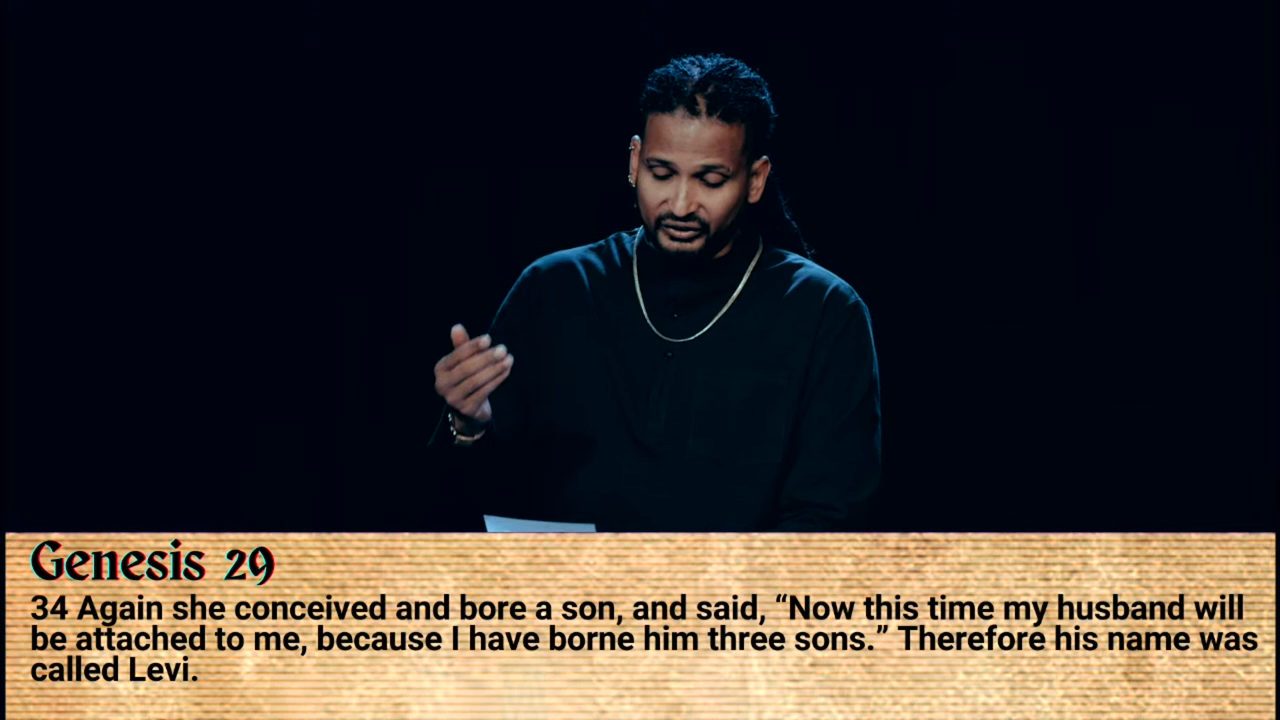 Genesis 29
34 Again she conceived and bore a son, and said, “Now this time my husband will
be attached to me, because I have borne him three sons.” Therefore his name was
called Levi.